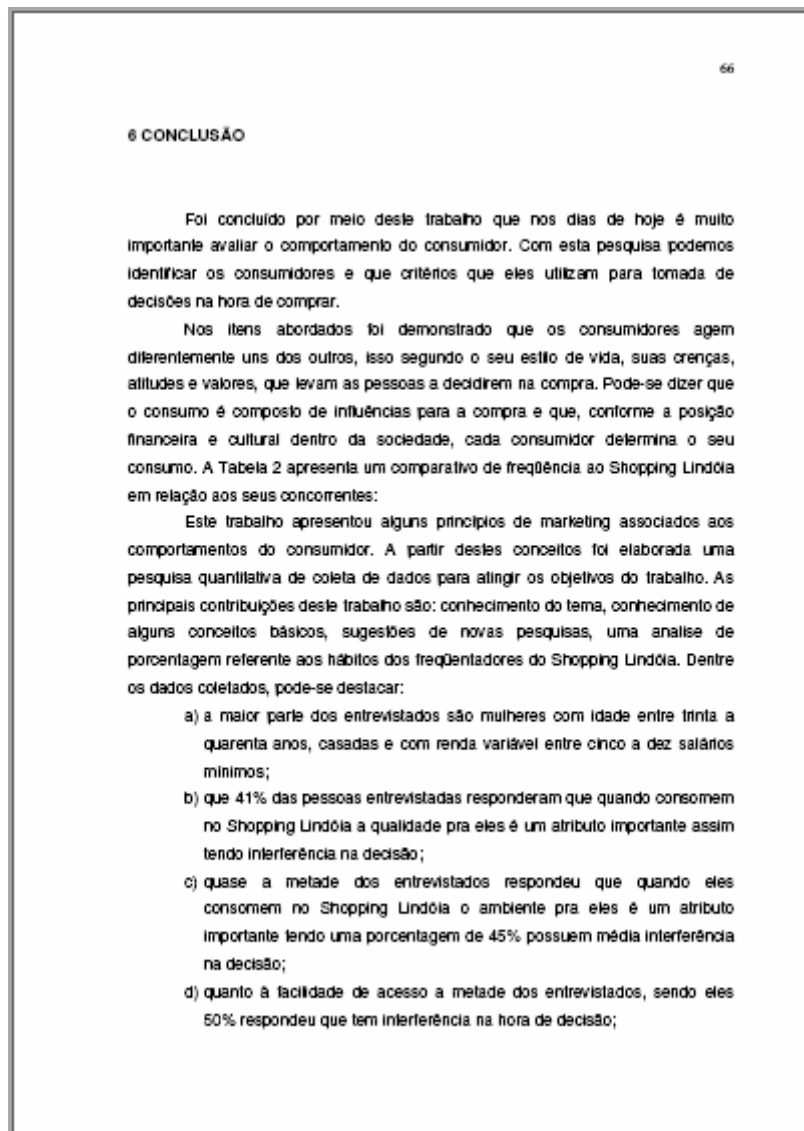 66
6 CONCLUSÃO
Foi concluído por meio deste trabalho que nos dias de hoje é muito
importante avaliar o comportamento do consumidor. Com esta pesquisa podemos
identificar os consumidores e que critérios que eles utilizam para tomada de
decisões na hora de comprar.
Nos itens abordados foi demonstrado que os consumidores agem
diferentemente uns dos outros, isso segundo o seu estilo de vida, suas crenças,
atitudes e valores, que levam as pessoas a decidirem na compra. Pode-se dizer que
o consumo é composto de influências para a compra e que, conforme a posição
financeira e cultural dentro da sociedade, cada consumidor determina o seu
consumo. A Tabela 2 apresenta um comparativo de freqüência ao Shopping Lindóia
em relação aos seus concorrentes:
Este trabalho apresentou alguns princípios de marketing associados aos
comportamentos do consumidor. A partir destes conceitos foi elaborada uma
pesquisa quantitativa de coleta de dados para atingir os objetivos do trabalho. As
principais contribuições deste trabalho são: conhecimento do tema, conhecimento de
alguns conceitos básicos, sugestões de novas pesquisas, uma analise de
porcentagem referente aos hábitos dos freqüentadores do Shopping Lindóia. Dentre
os dados coletados, pode-se destacar:
a) a maior parte dos entrevistados são mulheres com idade entre trinta a
quarenta anos, casadas e com renda variável entre cinco a dez salários
mínimos;
b) que 41% das pessoas entrevistadas responderam que quando consomem
no Shopping Lindóia a qualidade pra eles é um atributo importante assim
tendo interferência na decisão;
c) quase a metade dos entrevistados respondeu que quando eles
consomem no Shopping Lindóia o ambiente pra eles é um atributo
importante tendo uma porcentagem de 45% possuem média interferência
na decisão;
d) quanto à facilidade de acesso a metade dos entrevistados, sendo eles
50% respondeu que tem interferência na hora de decisão;